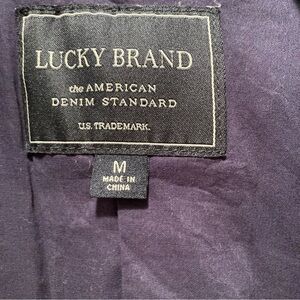 LUCKY BRAND
the AMERICAN
DENIM STANDARD
U.S. TRADEMARK.
M
MADE IN
CHINA